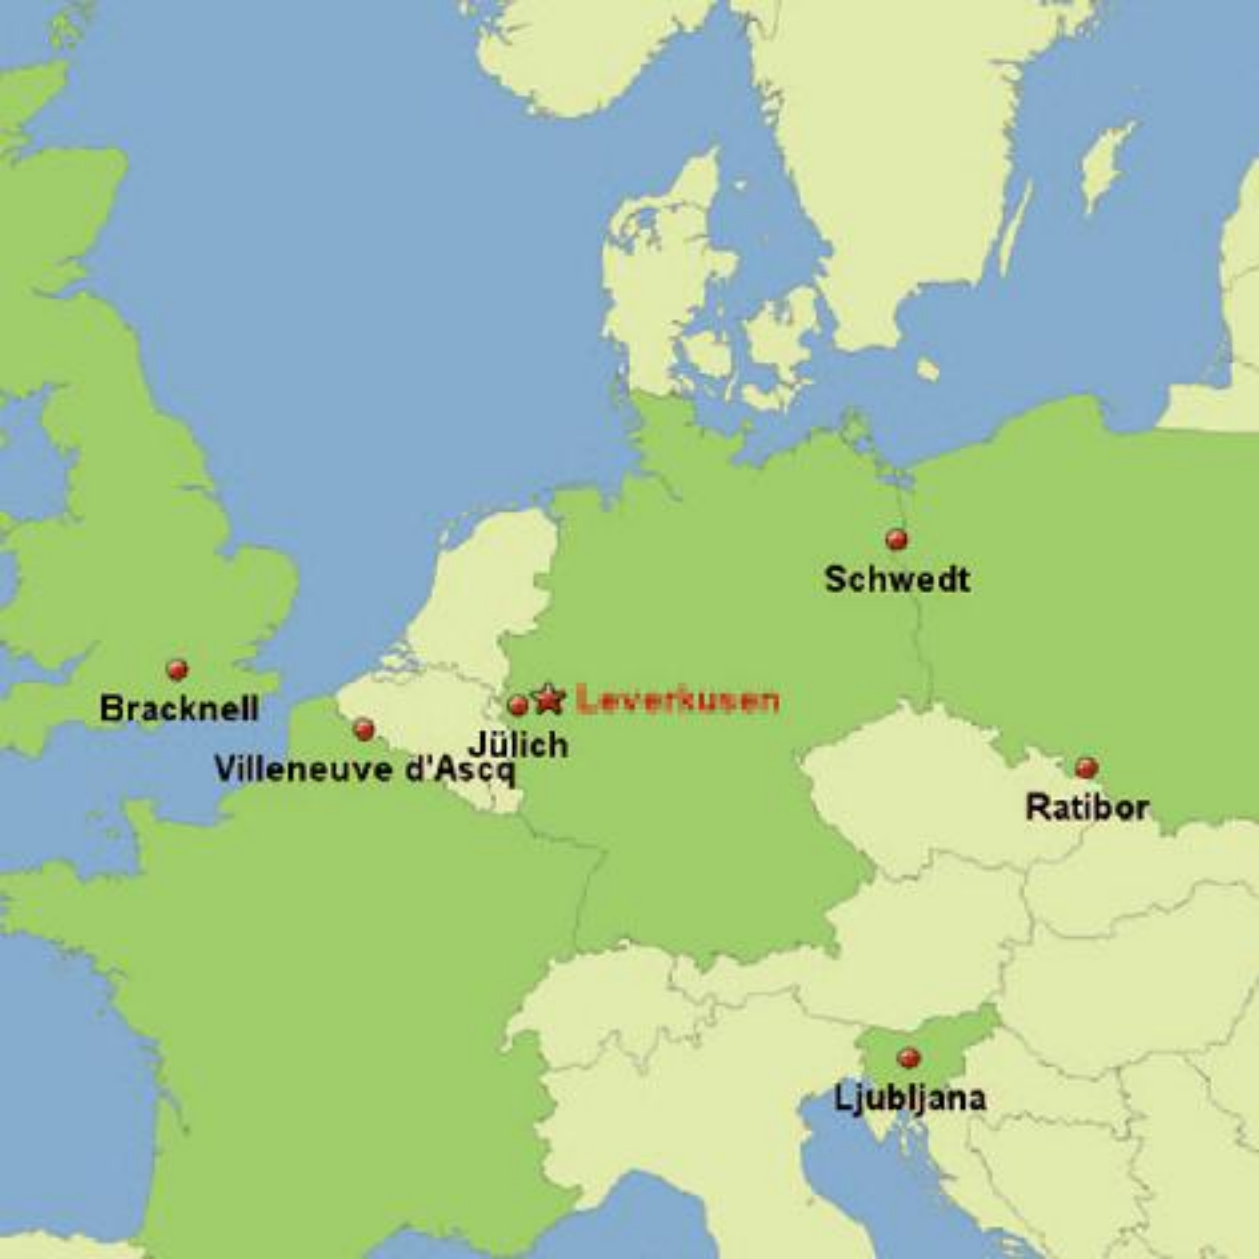 Schwedt
Bracknell
Leverkusen
Jülich
Villeneuve d'Ascq
Ratibor
Ljubljana